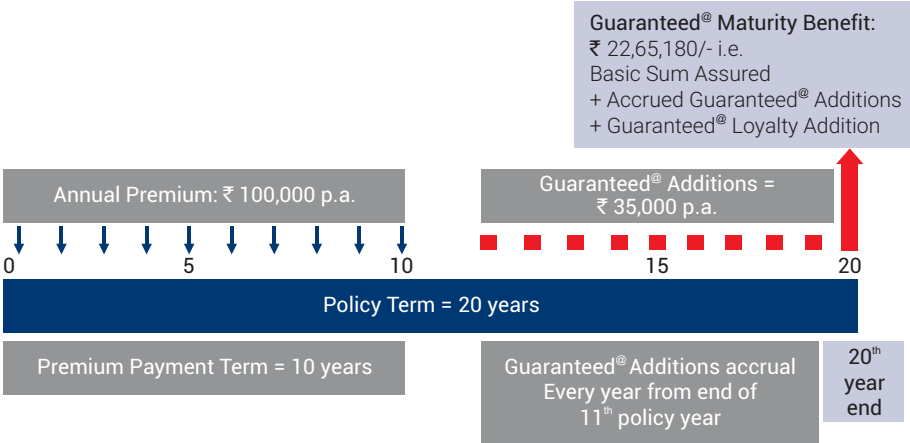 Guaranteed@ Maturity Benefit:
₹ 22,65,180/- i.e.
Basic Sum Assured
+ Accrued Guaranteed@ Additions
+ Guaranteed@ Loyalty Addition
Annual Premium: ₹ 100,000 p.a.
Guaranteed@ Additions =
₹ 35,000 p.a.
0 5 10 15 20
Policy Term = 20 years
Premium Payment Term = 10 years
Guaranteed@ Additions accrual
Every year from end of
11th policy year
20th
year
end